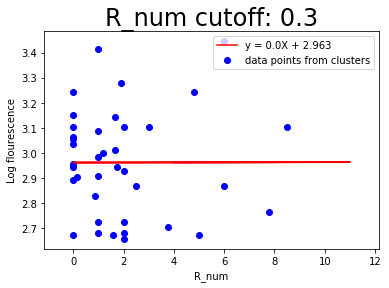 R_num cutoff: 0.3
y = 0.0X + 2.963
data points from clusters
Log flourescence
3.4
3.3
3.2
3.1
3.0
2.9
2.8
2.7
0 2 4 6 8 10 12
R_num